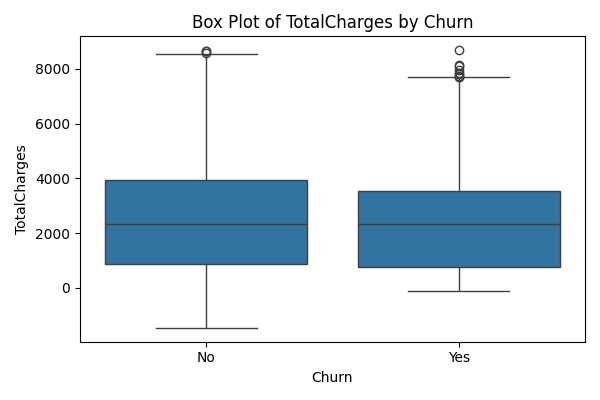 Box Plot of TotalCharges by Churn
8000
6000
4000
2000
0
TotalCharges
No
Yes
Churn